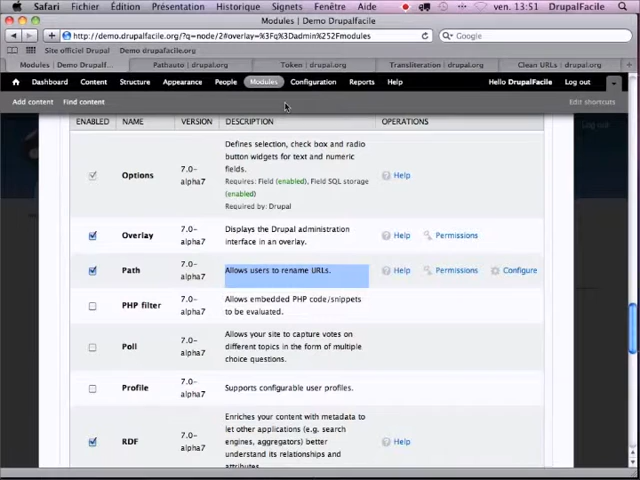 Safari Fichier Édition Présentation Historique Signets Fenêtre Aide ven. 13:51 DrupalFacile
Modules | Demo DrupalFacile
http://demo.drupalfacile.org/?q=node/2#overlay=%3Fq%3Dadmin%252Fmodules Google
Site officiel Drupal Demo drupalfacile.org
Modules | Demo DrupalF... Pathauto | drupal.org Token | drupal.org Transliteration | drupal.org Clean URLs | drupal.org
Dashboard Content Structure Appearance People Modules Configuration Reports Help Hello DrupalFacile Log out
Add content Find content Edit shortcuts
Log out
ENABLED NAME VERSION DESCRIPTION OPERATIONS
Options 7.0-alpha7 Defines selection, check box and radio
button widgets for text and numeric
fields.
Requires: Field (enabled), Field SQL storage
(enabled)
Required by: Drupal
Help
Overlay 7.0-alpha7 Displays the Drupal administration
interface in an overlay.
Help Permissions
Path 7.0-alpha7 Allows users to rename URLs. Help Permissions Configure
PHP filter 7.0-alpha7 Allows embedded PHP code/snippets
to be evaluated.
Poll 7.0-alpha7 Allows your site to capture votes on
different topics in the form of multiple
choice questions.
Profile 7.0-alpha7 Supports configurable user profiles.
RDF 7.0-alpha7 Enriches your content with metadata to
let other applications (e.g. search
engines, aggregators) better
understand its relationships and
attributes.
Help